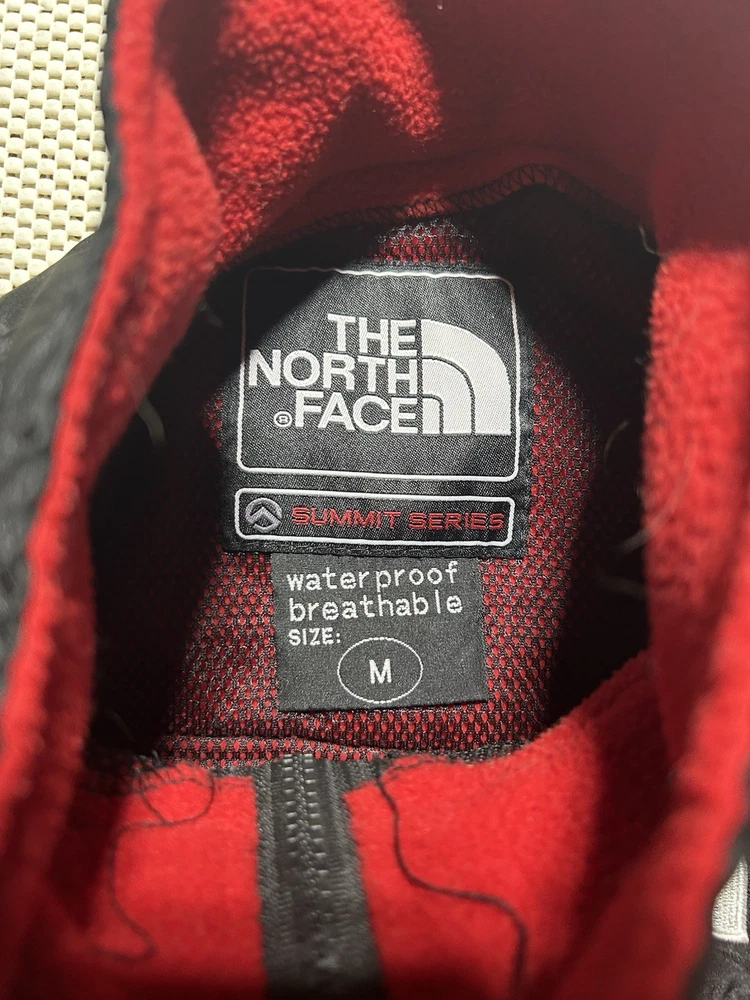 THE
NORTH
®FACE
SUMMIT SERIES
waterproof
breathable
SIZE:
M